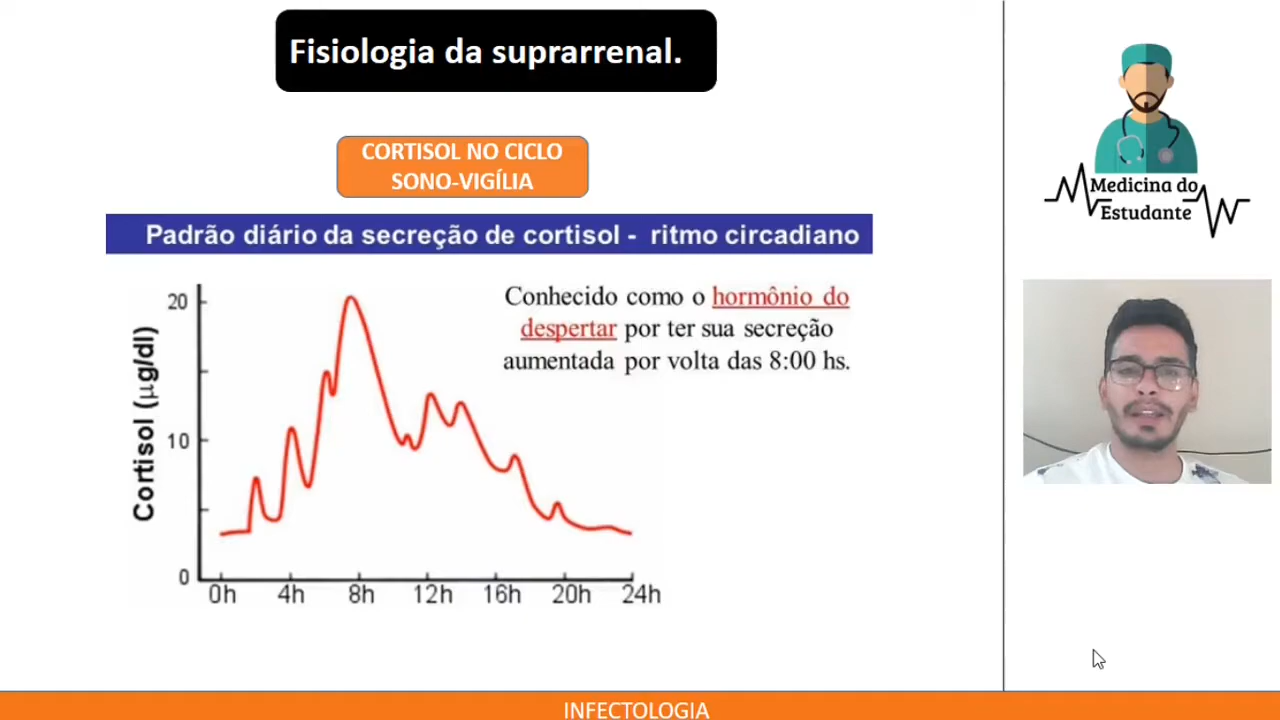 Fisiologia da suprarrenal.
CORTISOL NO CICLO
SONO-VIGÍLIA
Padrão diário da secreção de cortisol - ritmo circadiano
Conhecido como o hormônio do
despertar por ter sua secreção
aumentada por volta das 8:00 hs.
Cortisol (µg/dl)
20
10
0
0h 4h 8h 12h 16h 20h 24h
Medicina do
Estudante
INFECTOLOGIA